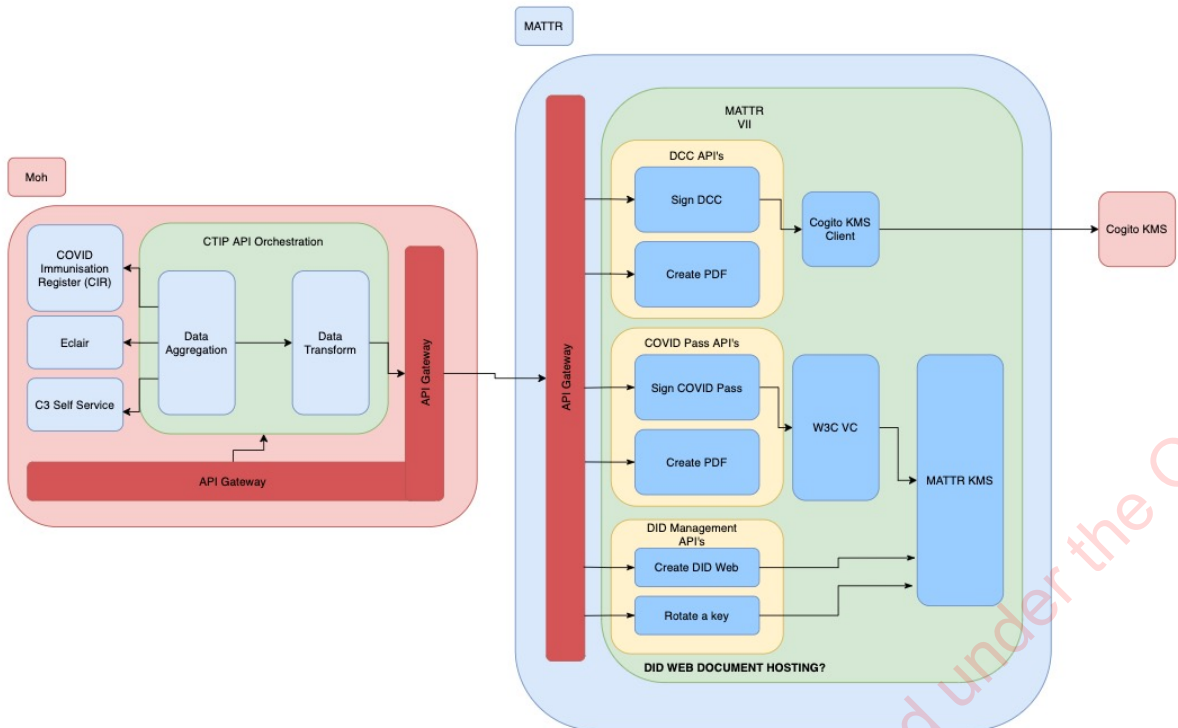 MATTR
MATTR
VII
DCC API's
Moh
Sign DCC
Cogito KMS
Client
Cogito KMS
CTIP API Orchestration
COVID
Immunisation
Register (CIR)
Create PDF
Data
Aggregation
Data
Transform
Eclair
C3 Self Service
API Gateway
API Gateway
COVID Pass API's
Sign COVID Pass
W3C VC
Create PDF
MATTR KMS
API Gateway
DID Management
API's
Create DID Web
Rotate a key
DID WEB DOCUMENT HOSTING?
under the